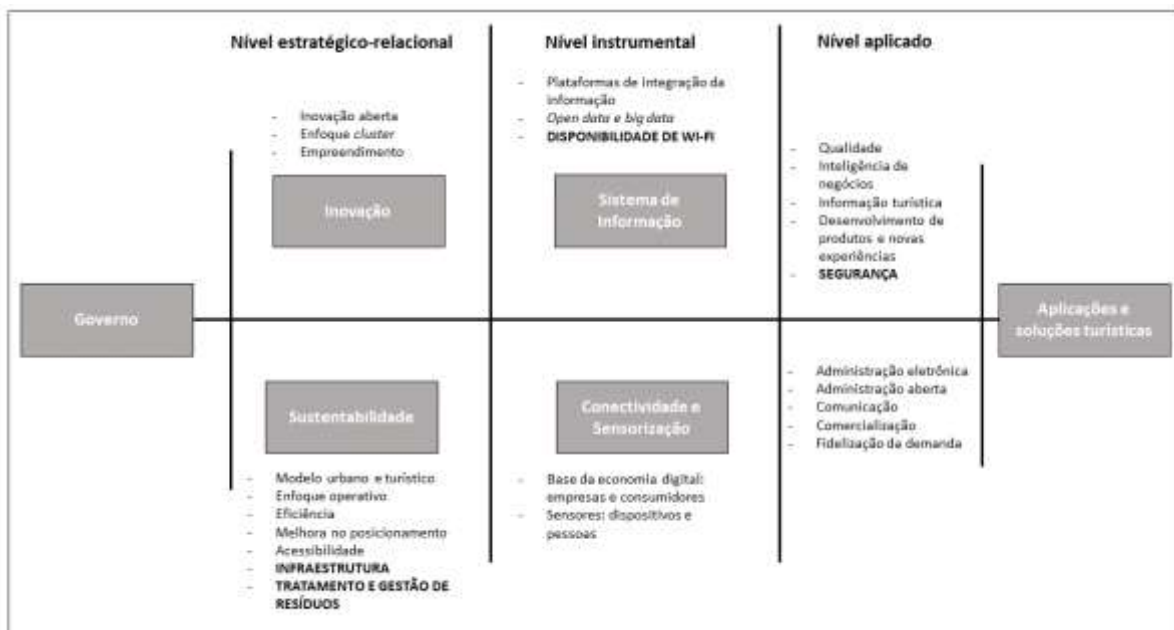 Nível estratégico-relacional
- Inovação aberta
- Enfoque cluster
- Empreendimento
Inovação
Governo
Sustentabilidade
- Modelo urbano e turístico
- Enfoque operativo
- Eficiência
- Melhora no posicionamento
- Acessibilidade
- INFRAESTRUTURA
- TRATAMENTO E GESTÃO DE
RESÍDUOS
Nível instrumental
- Plataformas de integração da
informação
- Open data e big data
- DISPONIBILIDADE DE WI-FI
Sistema de
Informação
Conectividade e
Sensorização
- Base da economia digital:
empresas e consumidores
- Sensores: dispositivos e
pessoas
Nível aplicado
- Qualidade
- Inteligência de
negócios
- Informação turística
- Desenvolvimento de
produtos e novas
experiências
- SEGURANÇA
Aplicações e
soluções turísticas
- Administração eletrônica
- Administração aberta
- Comunicação
- Comercialização
- Fidelização da demanda